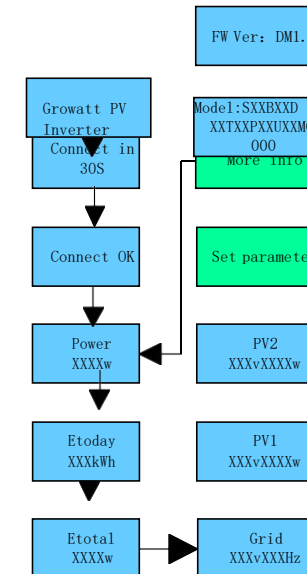 FW Ver: DM1.
Growatt PV
Inverter
Connect in
30S
Model:SXXBXXD
XXTXXPXXUXXM
000
More info
Connect OK
Set paramete
Power
XXXXw
PV2
XXXvXXXXw
Etoday
XXXkWh
PV1
XXXvXXXXw
Etotal
XXXXw
Grid
XXXvXXXHz